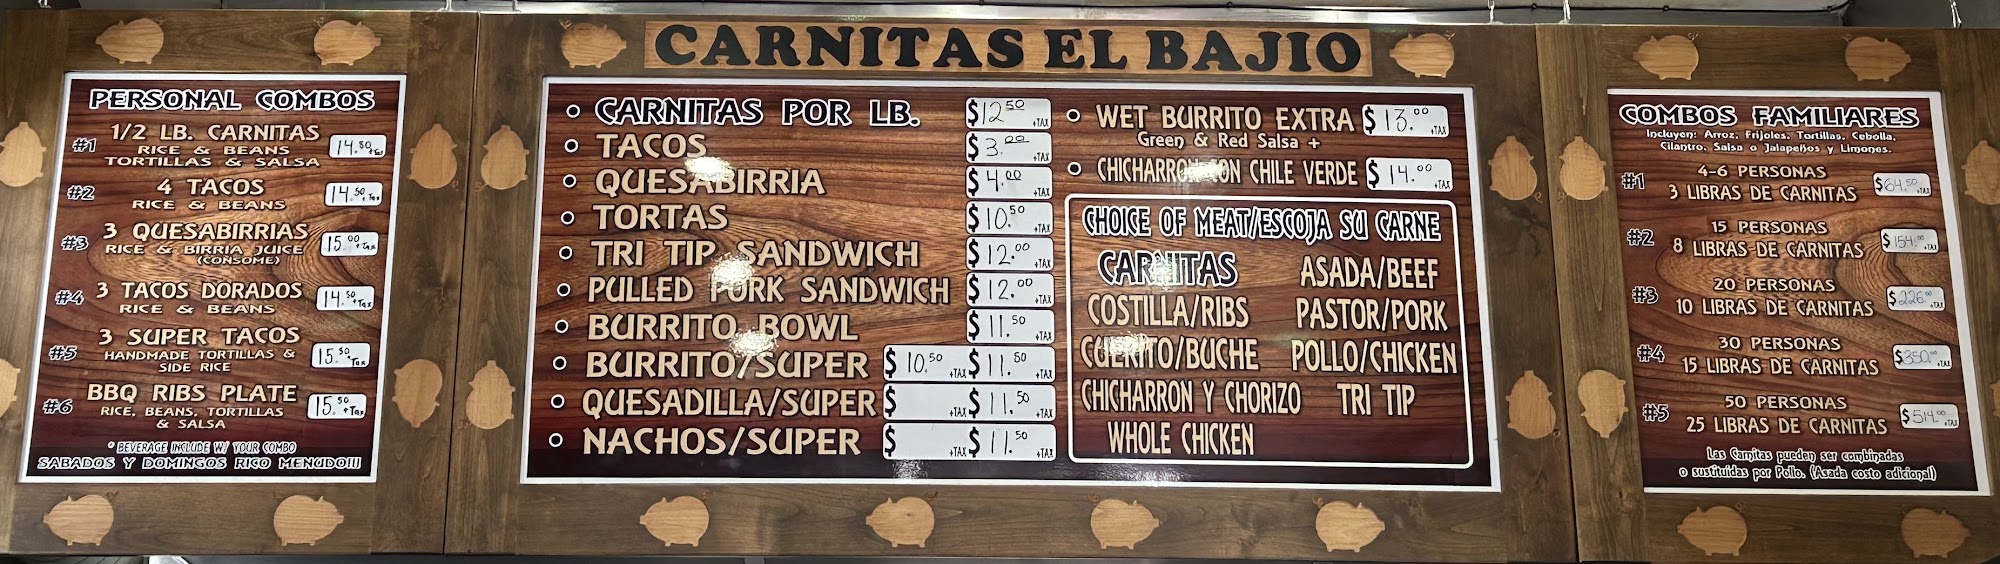 CARNITAS EL BAJIO
PERSONAL COMBOS
#1 1/2 LB. CARNITAS
RICE & BEANS
TORTILLAS & SALSA
14.50 +Tax
#2 4 TACOS
RICE & BEANS
14.50 +Tax
#3 3 QUESABIRRIAS
RICE & BIRRIA JUICE
(CONSOME)
15.00 +Tax
#4 3 TACOS DORADOS
RICE & BEANS
14.50 +Tax
#5 3 SUPER TACOS
HANDMADE TORTILLAS &
SIDE RICE
15.50 +Tax
#6 BBQ RIBS PLATE
RICE, BEANS, TORTILLAS
& SALSA
15.50 +Tax
* BEVERAGE INCLUDE W/ YOUR COMBO
SABADOS Y DOMINGOS RICO MENUDO!!!
CARNITAS POR LB. $12.50 +TAX
TACOS $3.00 +TAX
QUESABIRRIA $4.00 +TAX
TORTAS $10.50 +TAX
TRI TIP SANDWICH $12.00 +TAX
PULLED PORK SANDWICH $12.00 +TAX
BURRITO BOWL $11.50 +TAX
BURRITO/SUPER $10.50 +TAX $11.50 +TAX
QUESADILLA/SUPER $ +TAX $11.50 +TAX
NACHOS/SUPER $ +TAX $11.50 +TAX
WET BURRITO EXTRA $13.00 +TAX
Green & Red Salsa +
CHICHARRON CON CHILE VERDE $14.00 +TAX
CHOICE OF MEAT/ESCOJA SU CARNE
CARNITAS
COSTILLA/RIBS
CUERITO/BUCHE
CHICHARRON Y CHORIZO
WHOLE CHICKEN
ASADA/BEEF
PASTOR/PORK
POLLO/CHICKEN
TRI TIP
COMBOS FAMILIARES
Incluyen: Arroz, Frijoles, Tortillas, Cebolla,
Cilantro, Salsa o Jalapeños y Limones.
#1 4-6 PERSONAS
3 LIBRAS DE CARNITAS
$64.50 +TAX
#2 15 PERSONAS
8 LIBRAS DE CARNITAS
$154.00 +TAX
#3 20 PERSONAS
10 LIBRAS DE CARNITAS
$226.00 +TAX
#4 30 PERSONAS
15 LIBRAS DE CARNITAS
$350.00 +TAX
#5 50 PERSONAS
25 LIBRAS DE CARNITAS
$514.00 +TAX
Las Carnitas pueden ser combinadas
o sustituidas por Pollo. (Asada costo adicional)